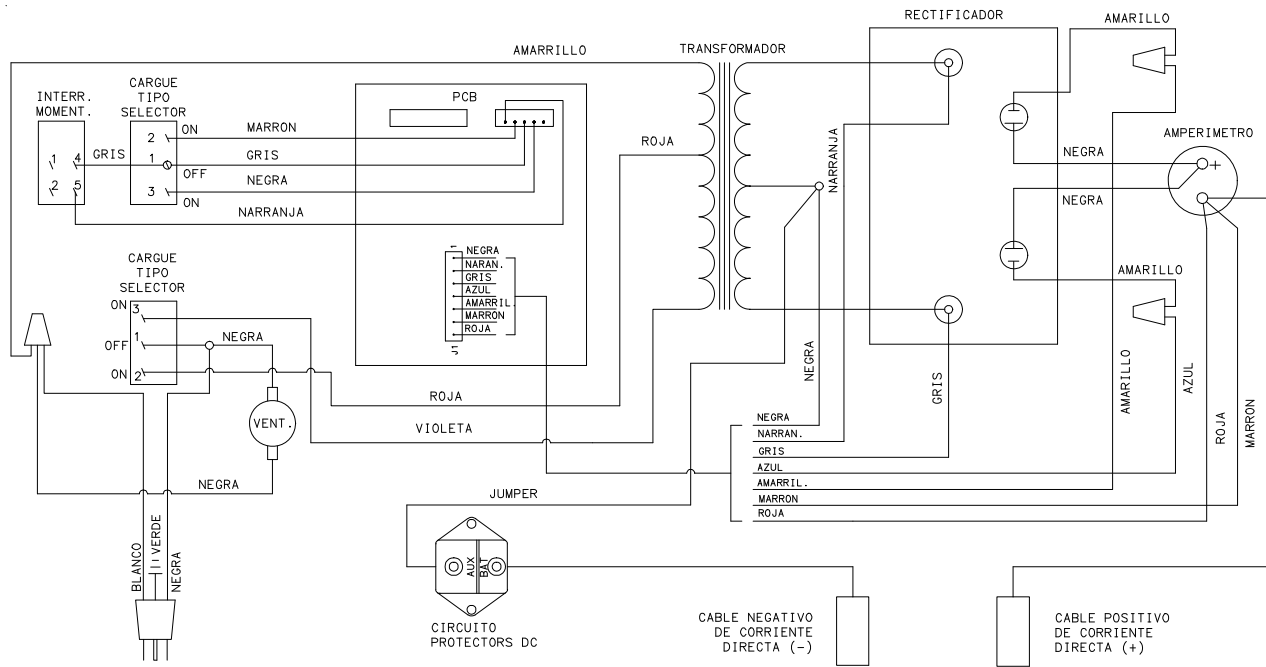 RECTIFICADOR
AMARILLO
AMARRILLO
TRANSFORMADOR
INTERR.
MOMENT.
CARGUE
TIPO
SELECTOR
PCB
1 4
2 5
GRIS
2 ON
1
OFF
3
ON
MARRON
GRIS
NEGRA
NARRANJA
ROJA
NARRANJA
NEGRA
NEGRA
AMPERIMETRO
+
NEGRA
NARAN.
GRIS
AZUL
AMARRIL.
MARRON
ROJA
CARGUE
TIPO
SELECTOR
ON 3
OFF 1
ON 2
NEGRA
VENT.
ROJA
VIOLETA
NEGRA
NEGRA
GRIS
AMARILLO
AMARILLO
AZUL
ROJA
MARRON
NEGRA
NARRAN.
GRIS
AZUL
AMARRIL.
MARRON
ROJA
JUMPER
BLANCO
VERDE
NEGRA
AUX
BAT
CIRCUITO
PROTECTORS DC
CABLE NEGATIVO
DE CORRIENTE
DIRECTA (-)
CABLE POSITIVO
DE CORRIENTE
DIRECTA (+)